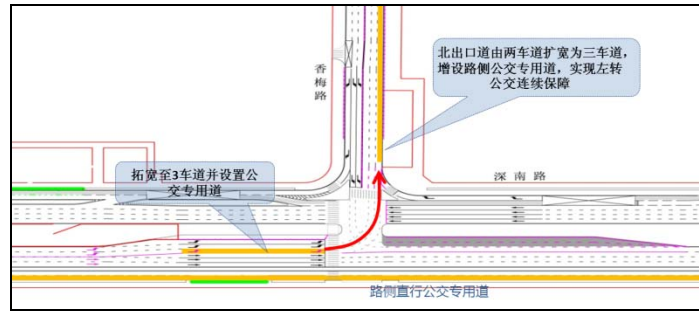 北出口道由两车道扩宽为三车道，
增设路侧公交专用道，实现左转
公交连续保障
香梅路
深南路
拓宽至3车道并设置公
交专用道
路侧直行公交专用道